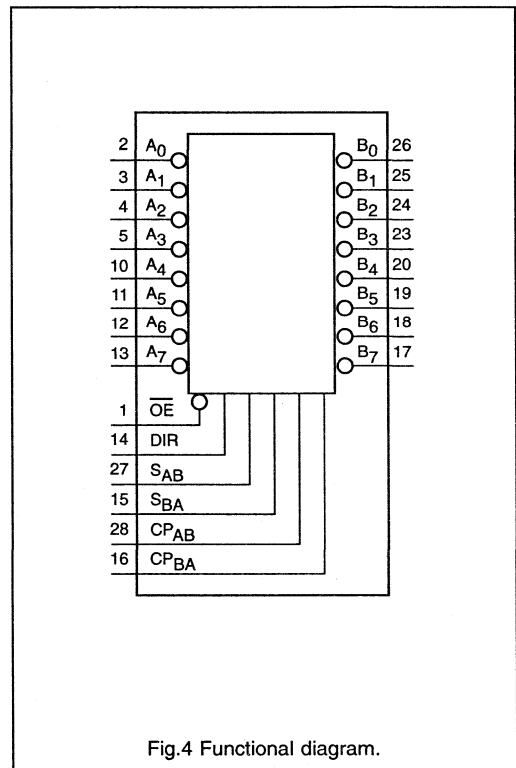 2 A0 B0 26
3 A1 B1 25
4 A2 B2 24
5 A3 B3 23
10 A4 B4 20
11 A5 B5 19
12 A6 B6 18
13 A7 B7 17
1 O̅E̅
14 DIR
27 SAB
15 SBA
28 CPAB
16 CPBA
Fig.4 Functional diagram.